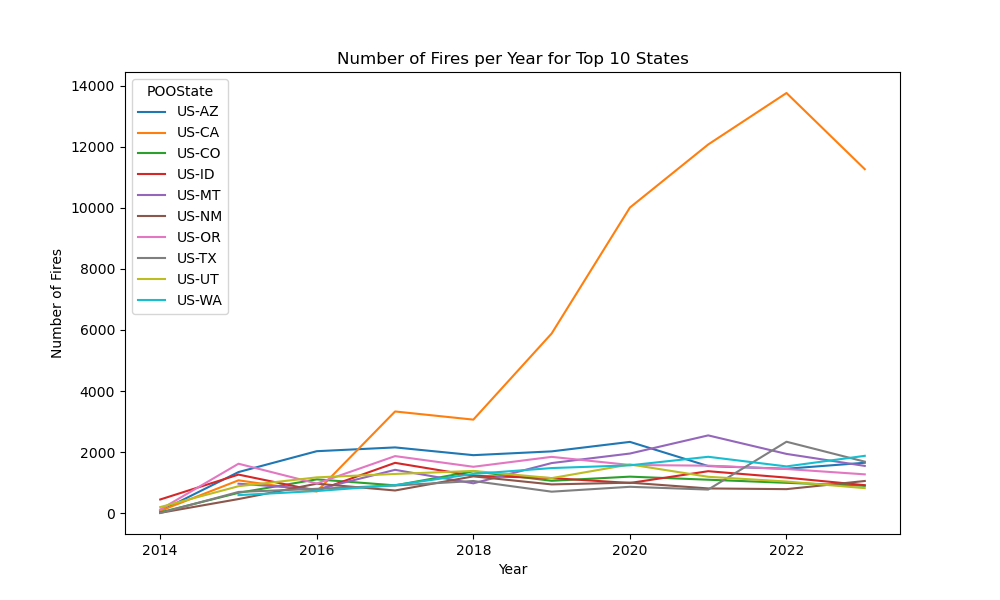 Number of Fires per Year for Top 10 States
POOState
US-AZ
US-CA
US-CO
US-ID
US-MT
US-NM
US-OR
US-TX
US-UT
US-WA
Number of Fires
14000
12000
10000
8000
6000
4000
2000
0
2014 2016 2018 2020 2022
Year